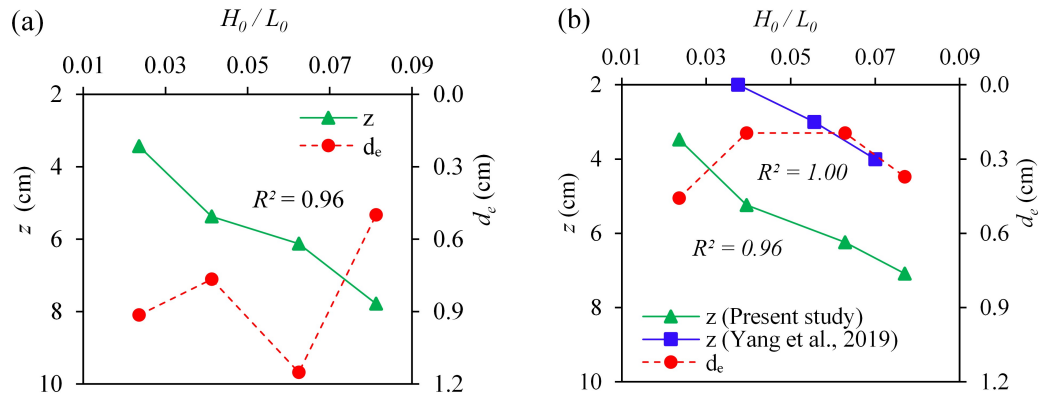 (a)
H₀ / L₀
0.01 0.03 0.05 0.07 0.09
2 0.0
4 0.3
6 0.6
8 0.9
10 1.2
z (cm)
dₑ (cm)
z
dₑ
R² = 0.96
(b)
H₀ / L₀
0.01 0.03 0.05 0.07 0.09
2 0.0
4 0.3
6 0.6
8 0.9
10 1.2
z (cm)
dₑ (cm)
R² = 1.00
R² = 0.96
z (Present study)
z (Yang et al., 2019)
dₑ